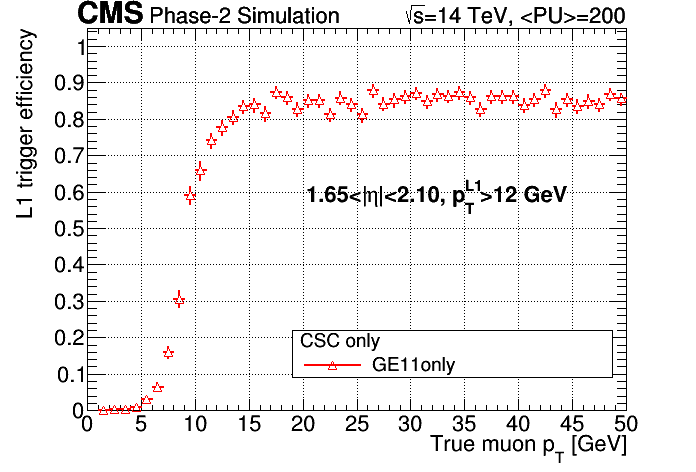 CMS Phase-2 Simulation √s=14 TeV, <PU>=200
L1 trigger efficiency
1
0.9
0.8
0.7
0.6
0.5
0.4
0.3
0.2
0.1
0
1.65<|η|<2.10, p_T^L1>12 GeV
CSC only
GE11only
0 5 10 15 20 25 30 35 40 45 50
True muon p_T [GeV]